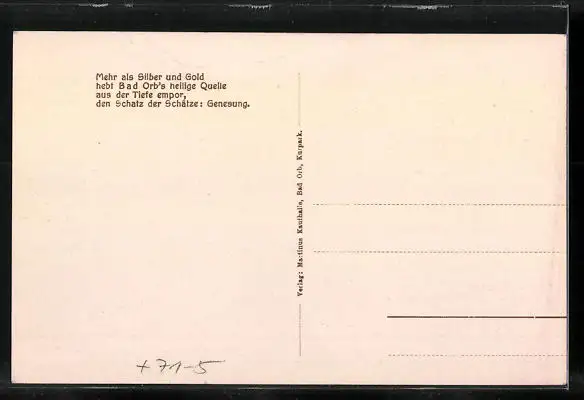 Mehr als Silber und Gold
hebt Bad Orb's heilige Quelle
aus der Tiefe empor,
den Schatz der Schätze: Genesung.
Verlag: Martinus Kaufhalle, Bad Orb, Kurpark.
+ 71-5